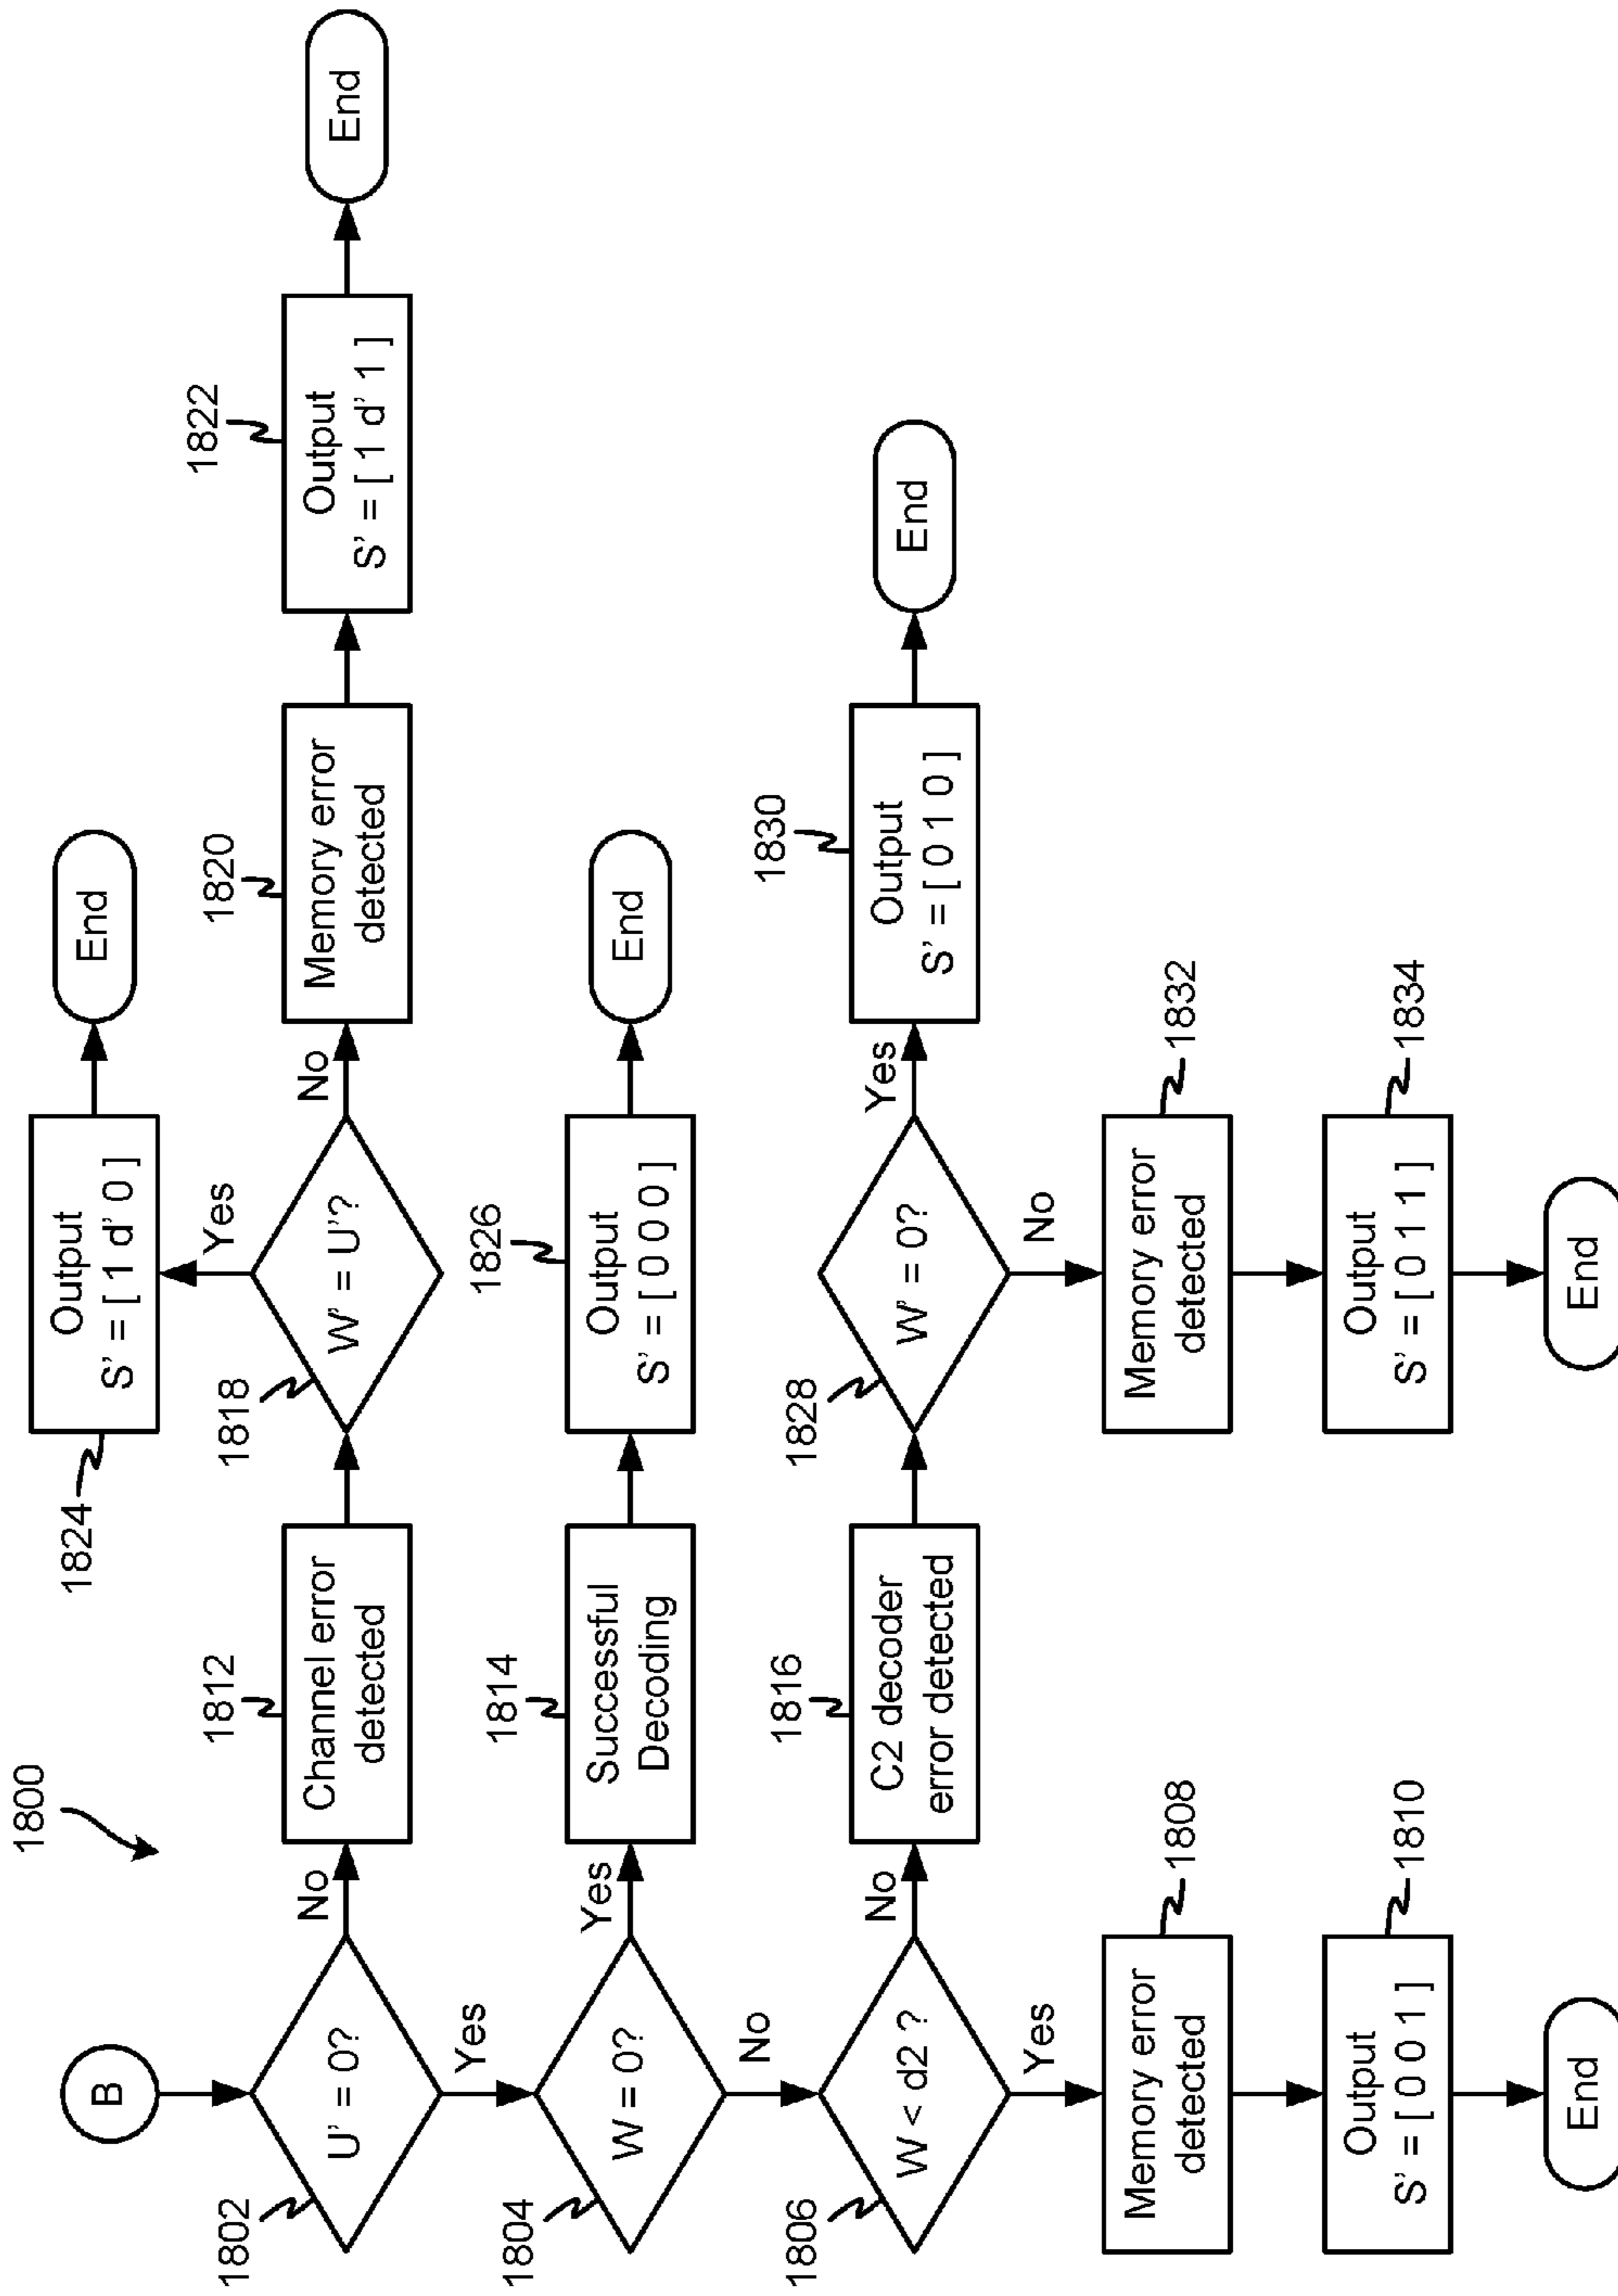 1800
B
1802
U' = 0?
No
Yes
1812
Channel error
detected
1818
W' = U'?
Yes
No
1824
Output
S' = [ 1 d' 0 ]
End
1820
Memory error
detected
1822
Output
S' = [ 1 d' 1 ]
End
1804
W = 0?
Yes
No
1814
Successful
Decoding
1826
Output
S' = [ 0 0 0 ]
End
1806
W < d2 ?
No
Yes
1816
C2 decoder
error detected
1828
W' = 0?
Yes
No
1830
Output
S' = [ 0 1 0 ]
End
1808
Memory error
detected
1810
Output
S' = [ 0 0 1 ]
End
1832
Memory error
detected
1834
Output
S' = [ 0 1 1 ]
End